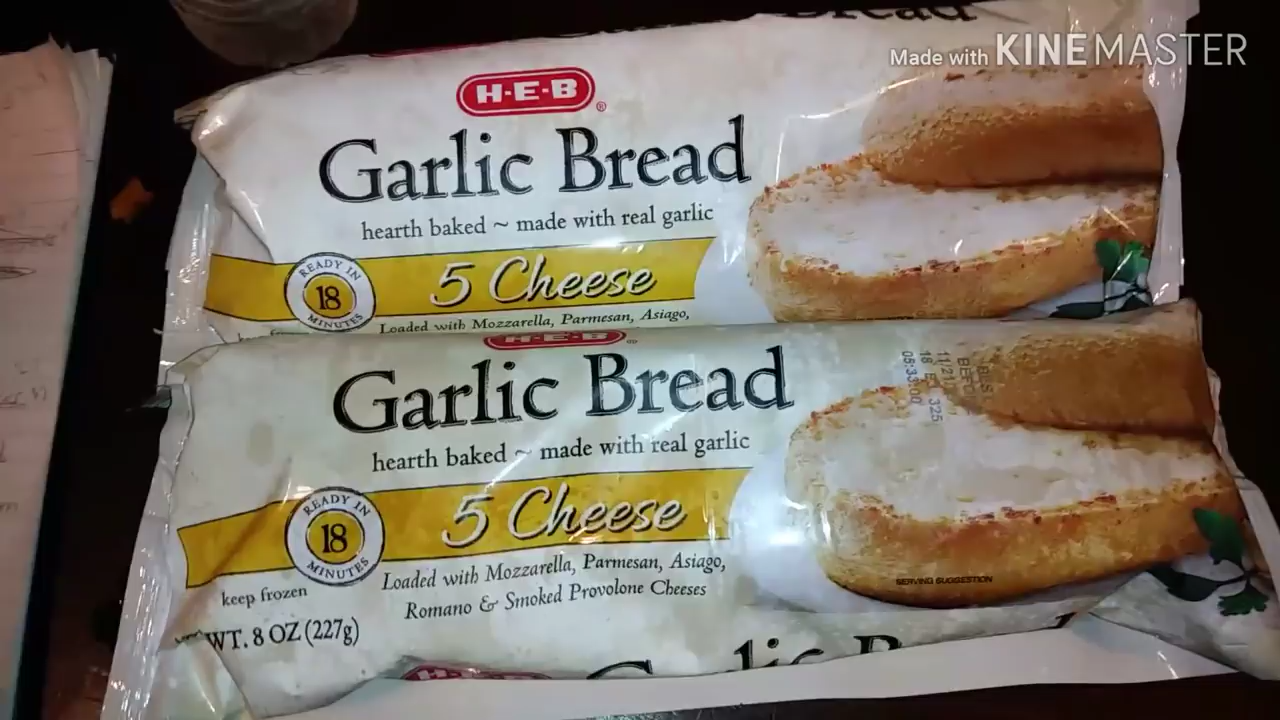 Bread
Made with KINEMASTER
H-E-B®
Garlic Bread
hearth baked ~ made with real garlic
READY IN
18
MINUTES
5 Cheese
Loaded with Mozzarella, Parmesan, Asiago,
H-E-B®
Garlic Bread
hearth baked ~ made with real garlic
READY IN
18
MINUTES
5 Cheese
Loaded with Mozzarella, Parmesan, Asiago,
Romano & Smoked Provolone Cheeses
keep frozen
WT. 8 OZ (227g)
SERVING SUGGESTION